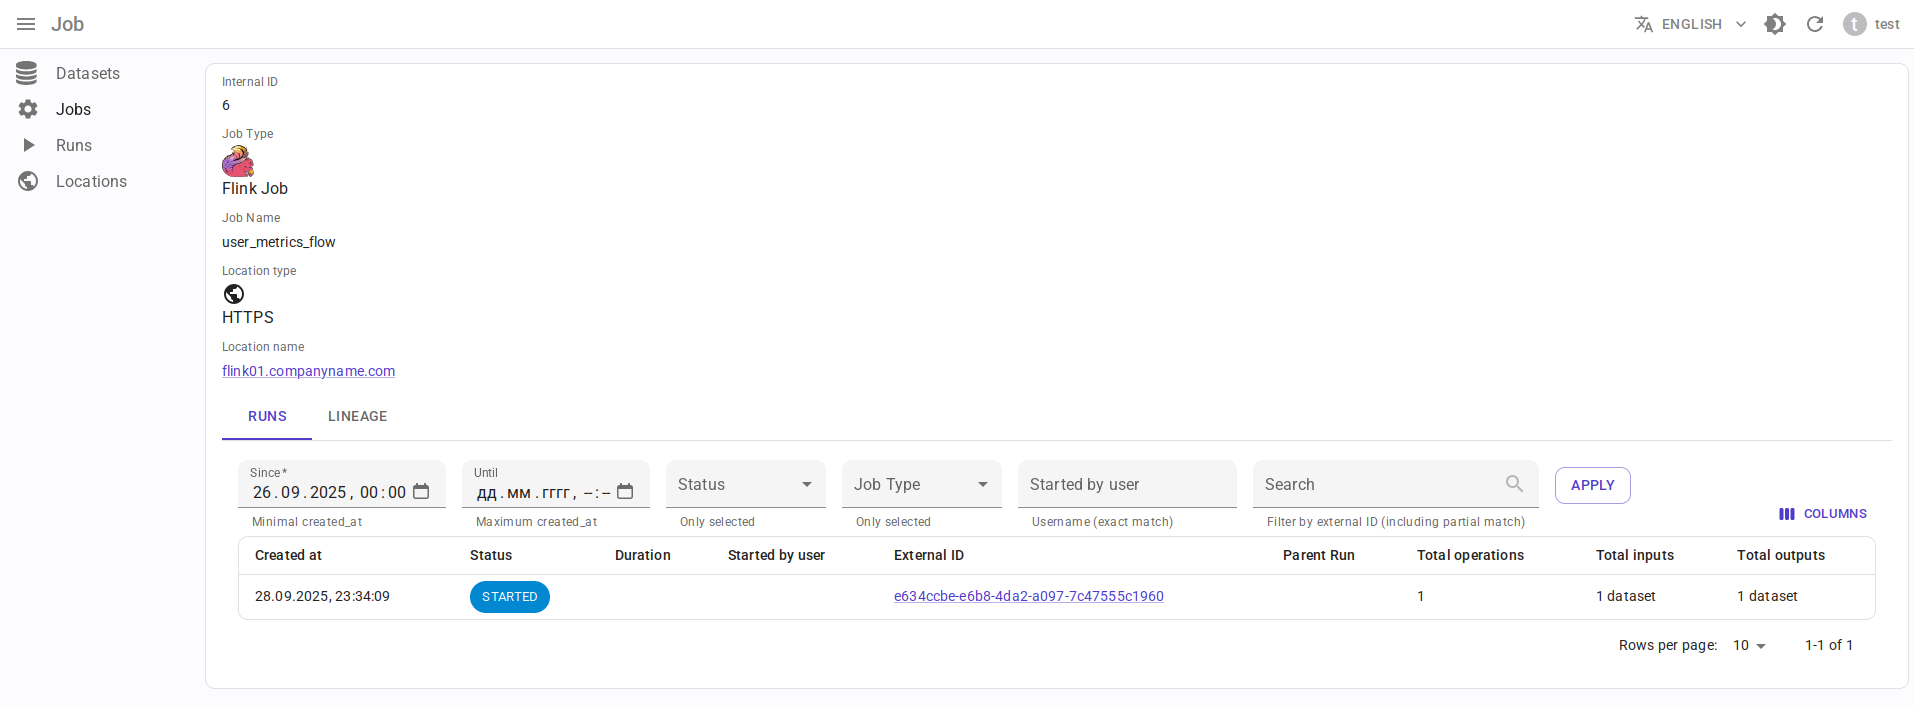 Job
ENGLISH
t
test
Datasets
Jobs
Runs
Locations
Internal ID
6
Job Type
Flink Job
Job Name
user_metrics_flow
Location type
HTTPS
Location name
flink01.companyname.com
RUNS LINEAGE
Since* Until
26.09.2025, 00:00 дд.мм.гггг, --:-- Status Job Type Started by user Search APPLY
Minimal created_at Maximum created_at Only selected Only selected Username (exact match) Filter by external ID (including partial match)
COLUMNS
Created at Status Duration Started by user External ID Parent Run Total operations Total inputs Total outputs
28.09.2025, 23:34:09 STARTED e634ccbe-e6b8-4da2-a097-7c47555c1960 1 1 dataset 1 dataset
Rows per page: 10 1-1 of 1